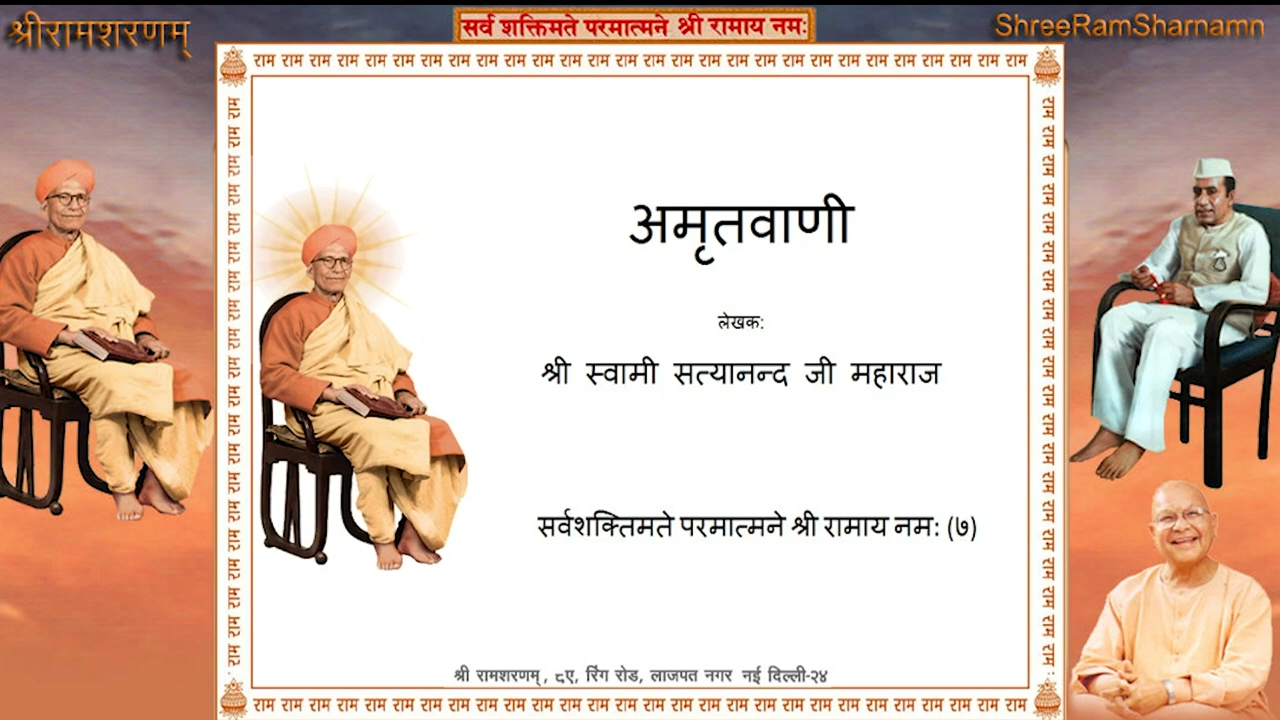 श्रीरामशरणम्
सर्व शक्तिमते परमात्मने श्री रामाय नमः
ShreeRamSharnamn
राम राम राम राम राम राम राम राम राम राम राम राम राम राम राम राम राम राम राम राम राम राम राम राम राम राम राम राम
अमृतवाणी
लेखक:
श्री स्वामी सत्यानन्द जी महाराज
सर्वशक्तिमते परमात्मने श्री रामाय नम: (७)
श्री रामशरणम् , ८ए, रिंग रोड, लाजपत नगर नई दिल्ली-२४
राम राम राम राम राम राम राम राम राम राम राम राम राम राम राम राम राम राम राम राम राम राम राम राम राम राम राम राम